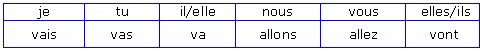 je tu il/elle nous vous elles/ils
vais vas va allons allez vont